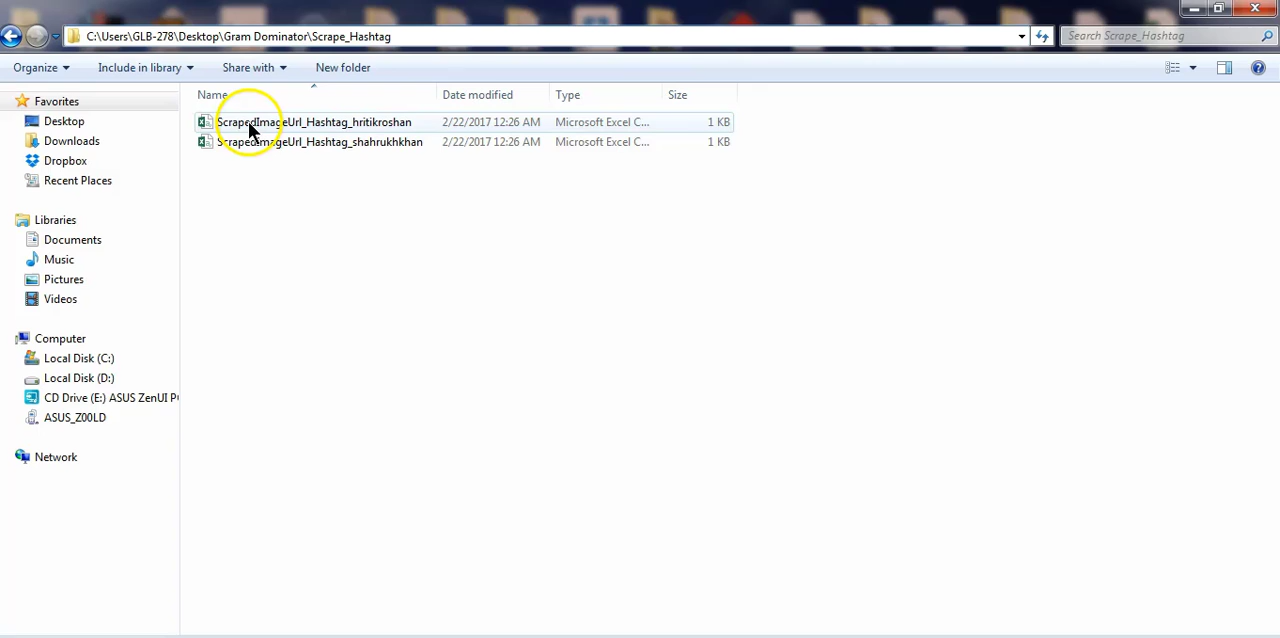 C:\Users\GLB-278\Desktop\Gram Dominator\Scrape_Hashtag
Search Scrape_Hashtag
Organize Include in library Share with New folder
Name Date modified Type Size
ScrapedImageUrl_Hashtag_hritikroshan 2/22/2017 12:26 AM Microsoft Excel C... 1 KB
ScrapedImageUrl_Hashtag_shahrukhkhan 2/22/2017 12:26 AM Microsoft Excel C... 1 KB
Favorites
Desktop
Downloads
Dropbox
Recent Places
Libraries
Documents
Music
Pictures
Videos
Computer
Local Disk (C:)
Local Disk (D:)
CD Drive (E:) ASUS ZenUI
ASUS_Z00LD
Network